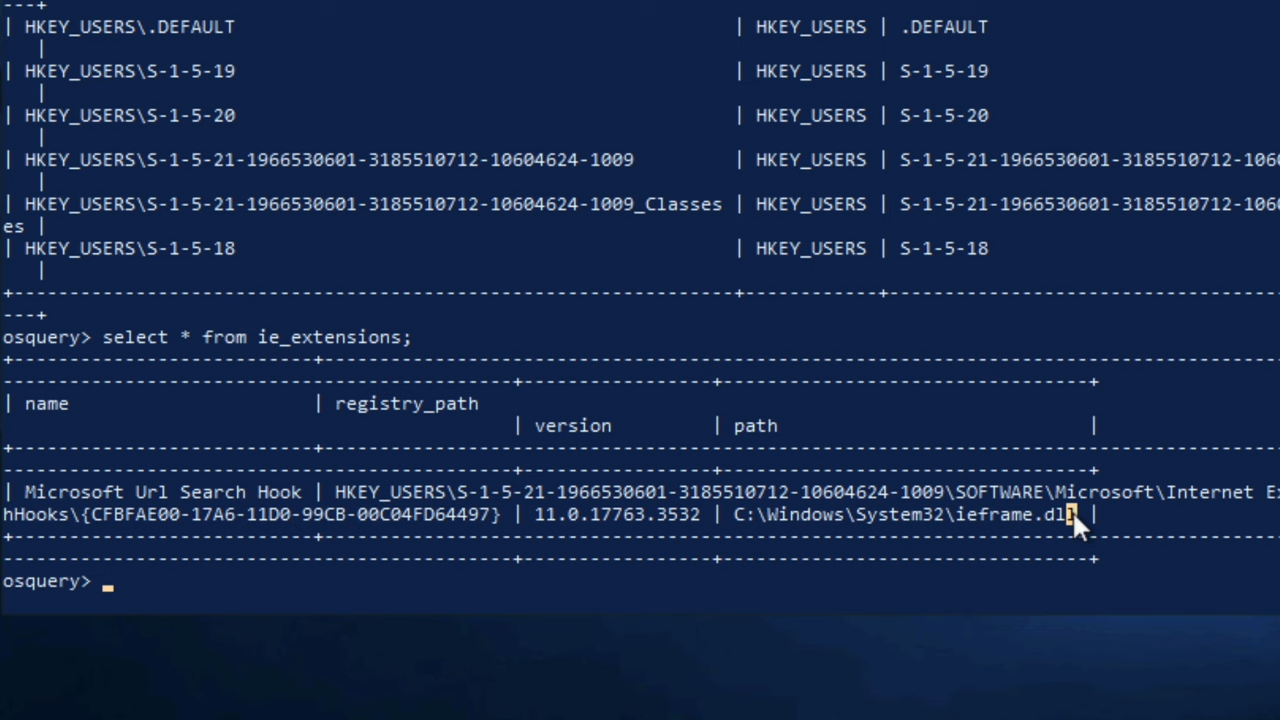 ---+
| HKEY_USERS\.DEFAULT | HKEY_USERS | .DEFAULT
|
| HKEY_USERS\S-1-5-19 | HKEY_USERS | S-1-5-19
|
| HKEY_USERS\S-1-5-20 | HKEY_USERS | S-1-5-20
|
| HKEY_USERS\S-1-5-21-1966530601-3185510712-10604624-1009 | HKEY_USERS | S-1-5-21-1966530601-3185510712-106
|
| HKEY_USERS\S-1-5-21-1966530601-3185510712-10604624-1009_Classes | HKEY_USERS | S-1-5-21-1966530601-3185510712-106
es |
| HKEY_USERS\S-1-5-18 | HKEY_USERS | S-1-5-18
|
+------------------------------------------------------------------+------------+------------------------------------
---+
osquery> select * from ie_extensions;
+---------------------------+---------------------------------------------------------------------------------------
----------------------------------------------+-----------------+---------------------------------+
| name | registry_path
| version | path |
+---------------------------+---------------------------------------------------------------------------------------
----------------------------------------------+-----------------+---------------------------------+
| Microsoft Url Search Hook | HKEY_USERS\S-1-5-21-1966530601-3185510712-10604624-1009\SOFTWARE\Microsoft\Internet E
hHooks\{CFBFAE00-17A6-11D0-99CB-00C04FD64497} | 11.0.17763.3532 | C:\Windows\System32\ieframe.dll |
+---------------------------+---------------------------------------------------------------------------------------
----------------------------------------------+-----------------+---------------------------------+
osquery>